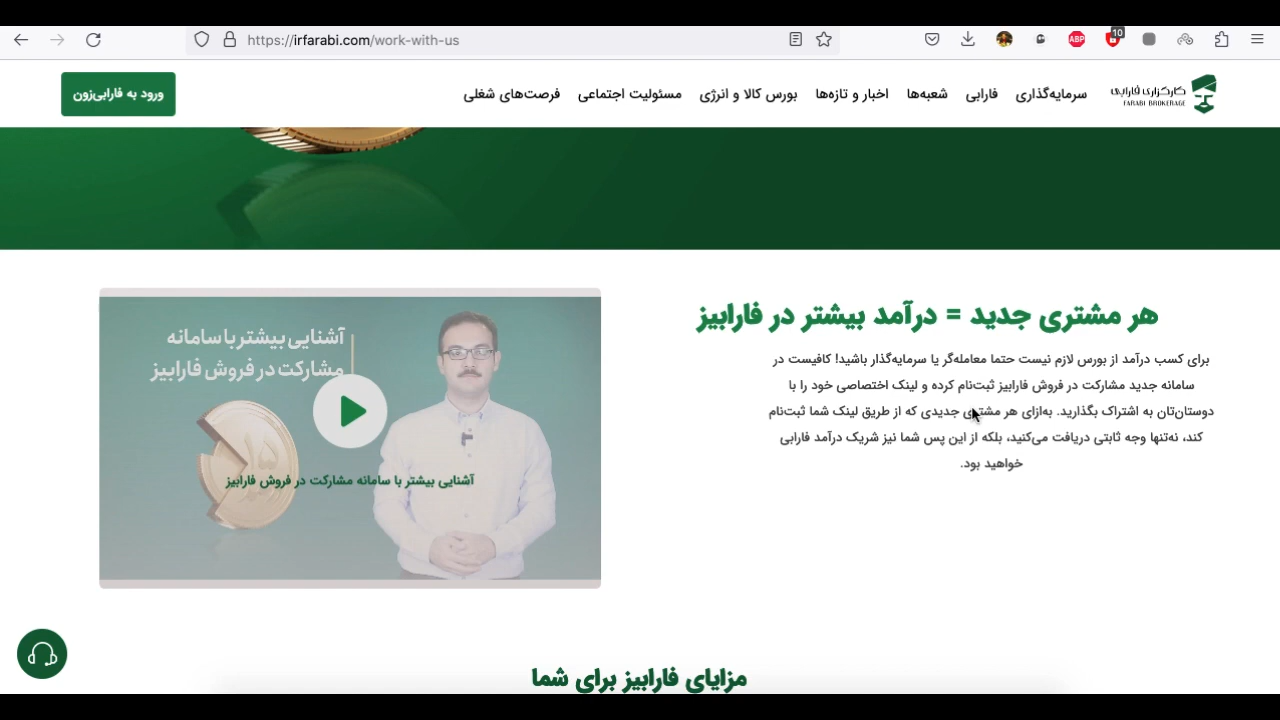 https://irfarabi.com/work-with-us
ABP
10
کارگزاری فارابی
FARABI BROKERAGE
سرمایه‌گذاری
فارابی
شعبه‌ها
اخبار و تازه‌ها
بورس کالا و انرژی
مسئولیت اجتماعی
فرصت‌های شغلی
ورود به فارابی‌زون
هر مشتری جدید = درآمد بیشتر در فارابیز
برای کسب درآمد از بورس لازم نیست حتما معامله‌گر یا سرمایه‌گذار باشید! کافیست در
سامانه جدید مشارکت در فروش فارابیز ثبت‌نام کرده و لینک اختصاصی خود را با
دوستان‌تان به اشتراک بگذارید. به‌ازای هر مشتری جدیدی که از طریق لینک شما ثبت‌نام
کند، نه‌تنها وجه ثابتی دریافت می‌کنید، بلکه از این پس شما نیز شریک درآمد فارابی
خواهید بود.
آشنایی بیشتر با سامانه
مشارکت در فروش فارابیز
آشنایی بیشتر با سامانه مشارکت در فروش فارابیز
مزایای فارابیز برای شما